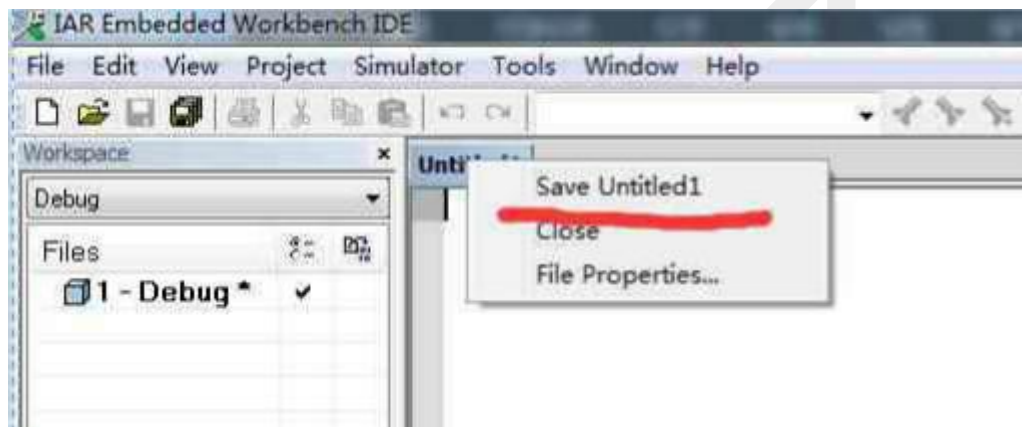 IAR Embedded Workbench IDE
File Edit View Project Simulator Tools Window Help
Workspace
Debug
Files
1 - Debug *
Save Untitled1
Close
File Properties...